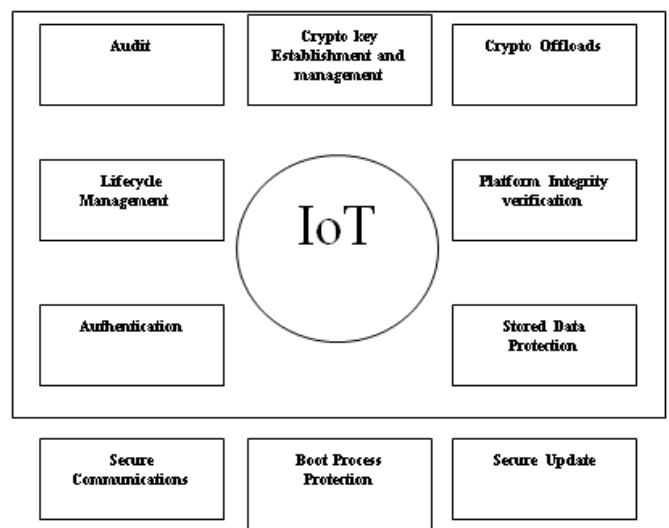 Audit
Crypto key
Establishment and
management
Crypto Offloads
Lifecycle
Management
IoT
Platform Integrity
verification
Authentication
Stored Data
Protection
Secure
Communications
Boot Process
Protection
Secure Update